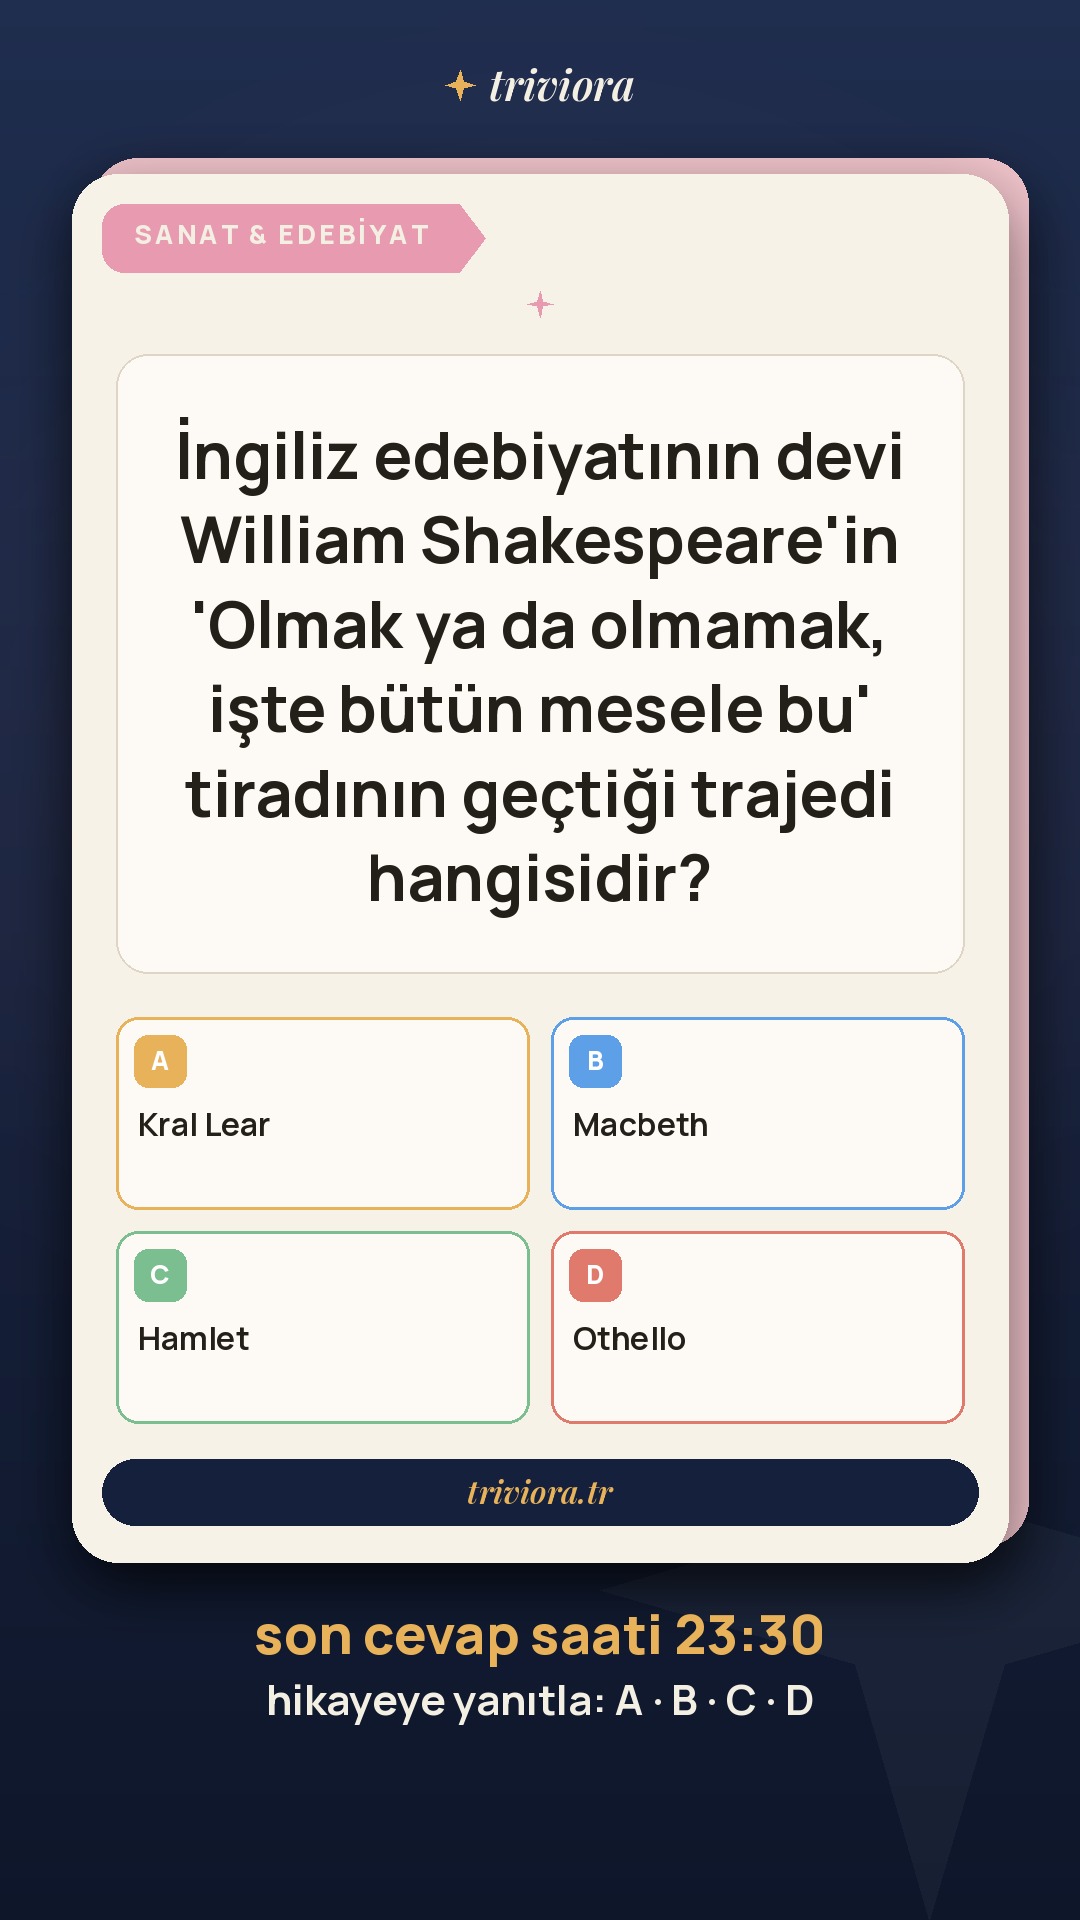 triviora
SANAT & EDEBİYAT
İngiliz edebiyatının devi
William Shakespeare'in
'Olmak ya da olmamak,
işte bütün mesele bu'
tiradının geçtiği trajedi
hangisidir?
A
Kral Lear
B
Macbeth
C
Hamlet
D
Othello
triviora.tr
son cevap saati 23:30
hikayeye yanıtla: A · B · C · D